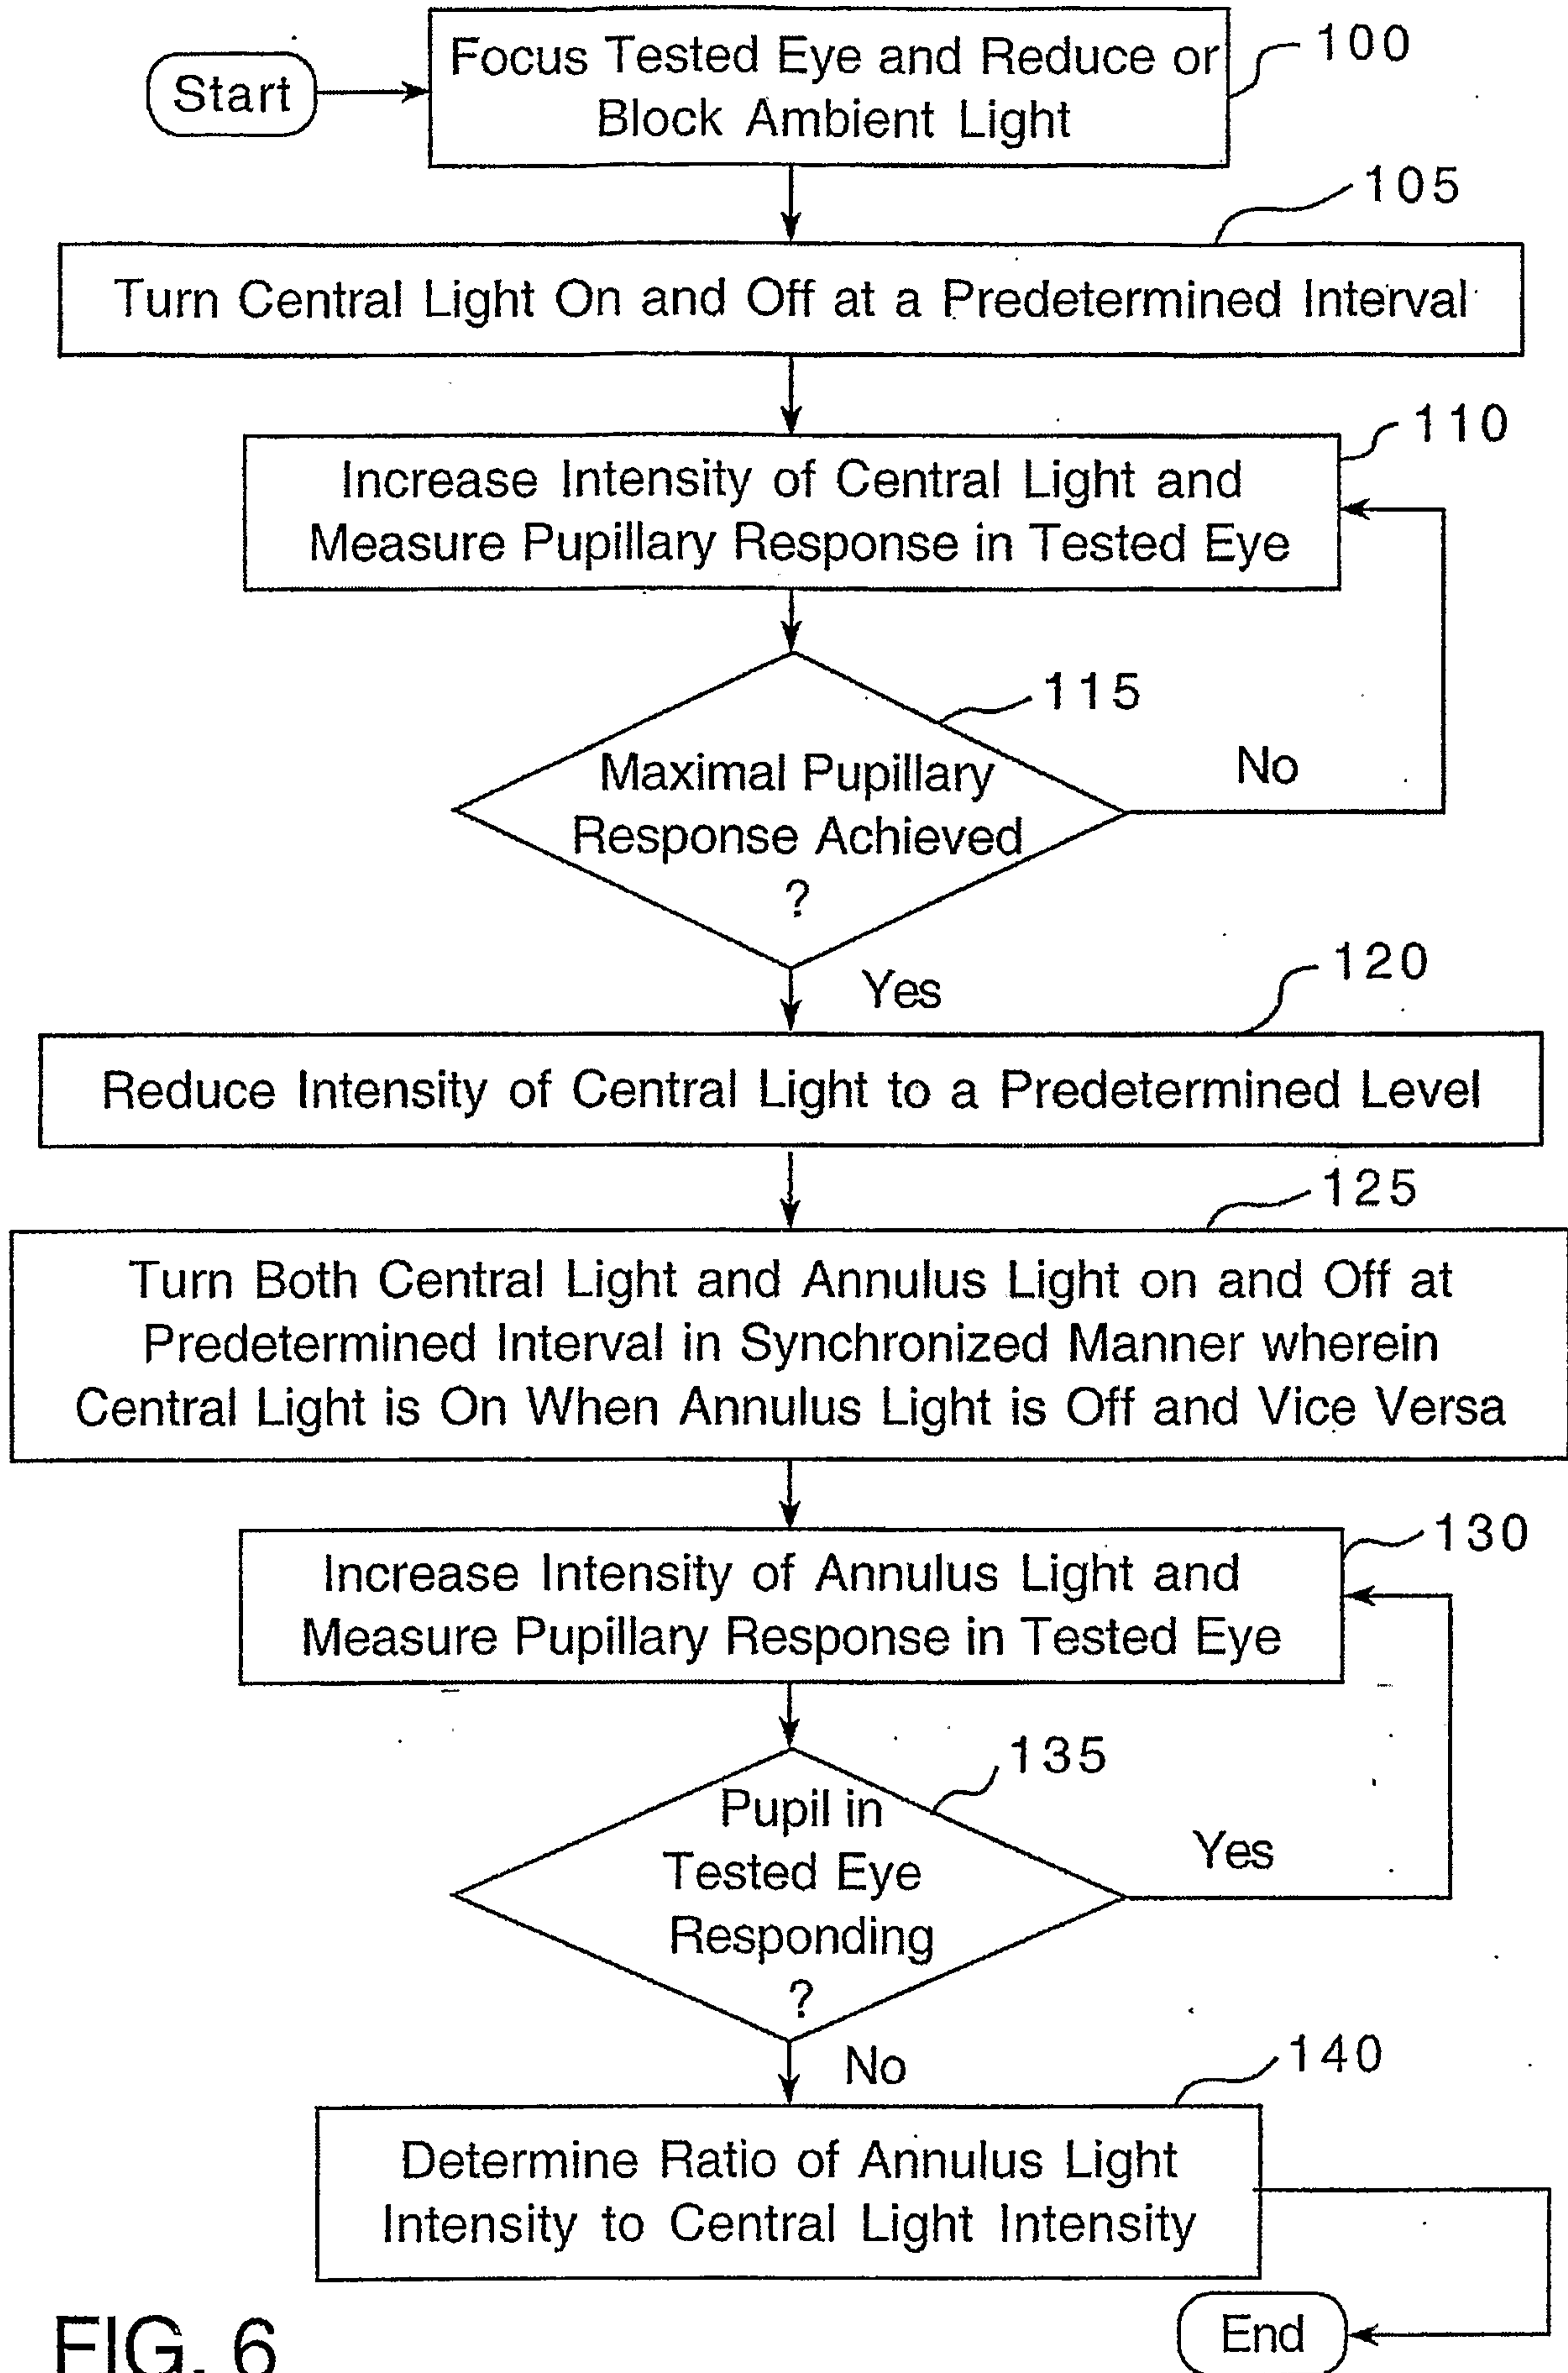 Start
Focus Tested Eye and Reduce or
Block Ambient Light
100
105
Turn Central Light On and Off at a Predetermined Interval
110
Increase Intensity of Central Light and
Measure Pupillary Response in Tested Eye
115
Maximal Pupillary
Response Achieved
?
No
Yes
120
Reduce Intensity of Central Light to a Predetermined Level
125
Turn Both Central Light and Annulus Light on and Off at
Predetermined Interval in Synchronized Manner wherein
Central Light is On When Annulus Light is Off and Vice Versa
130
Increase Intensity of Annulus Light and
Measure Pupillary Response in Tested Eye
135
Pupil in
Tested Eye
Responding
?
Yes
No
140
Determine Ratio of Annulus Light
Intensity to Central Light Intensity
End
FIG. 6